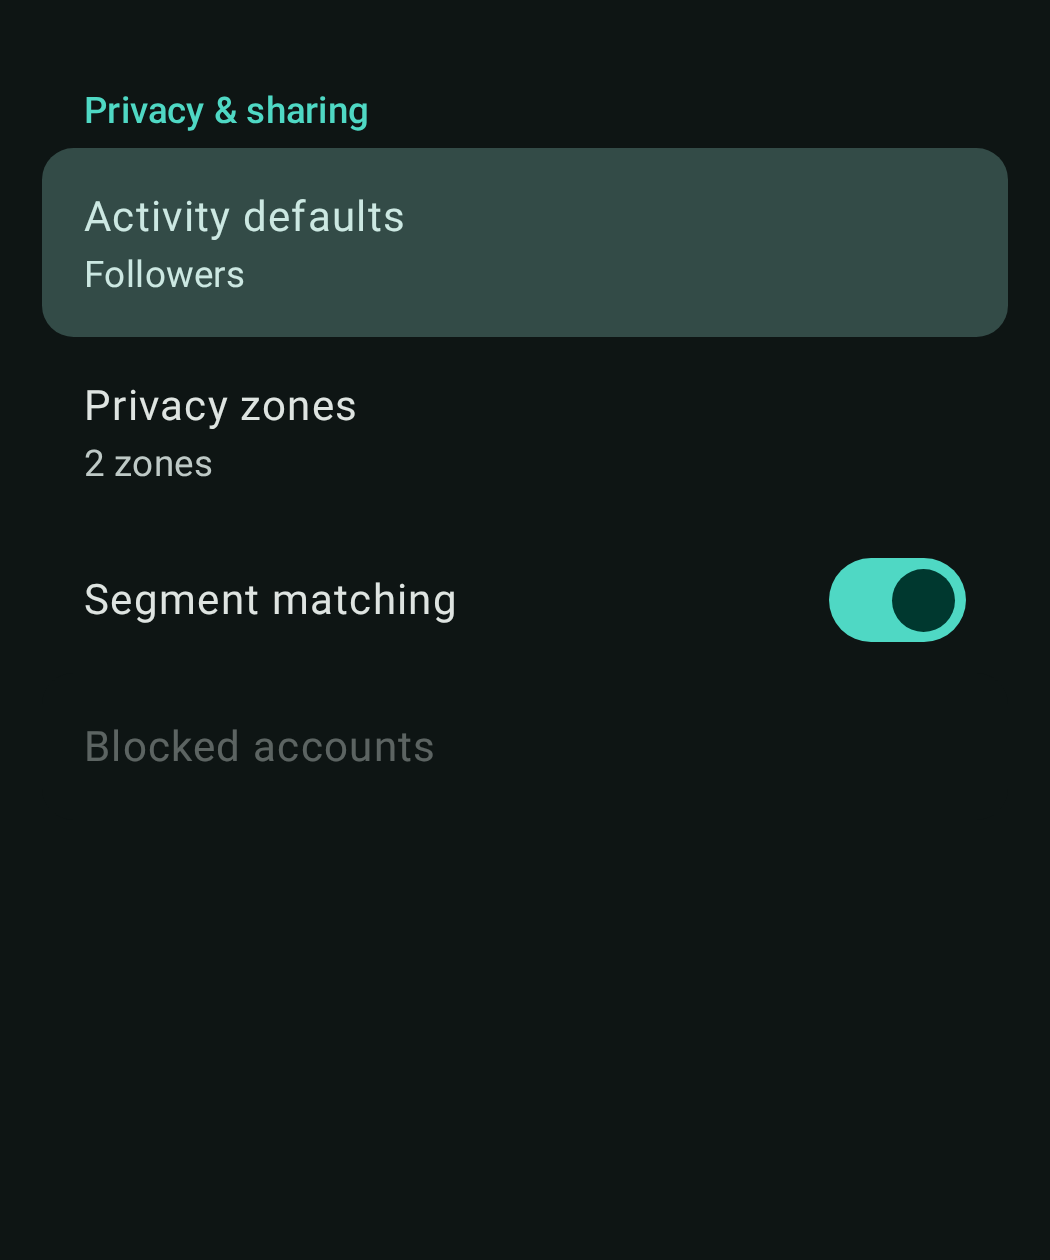 Privacy & sharing
Activity defaults
Followers
Privacy zones
2 zones
Segment matching
Blocked accounts